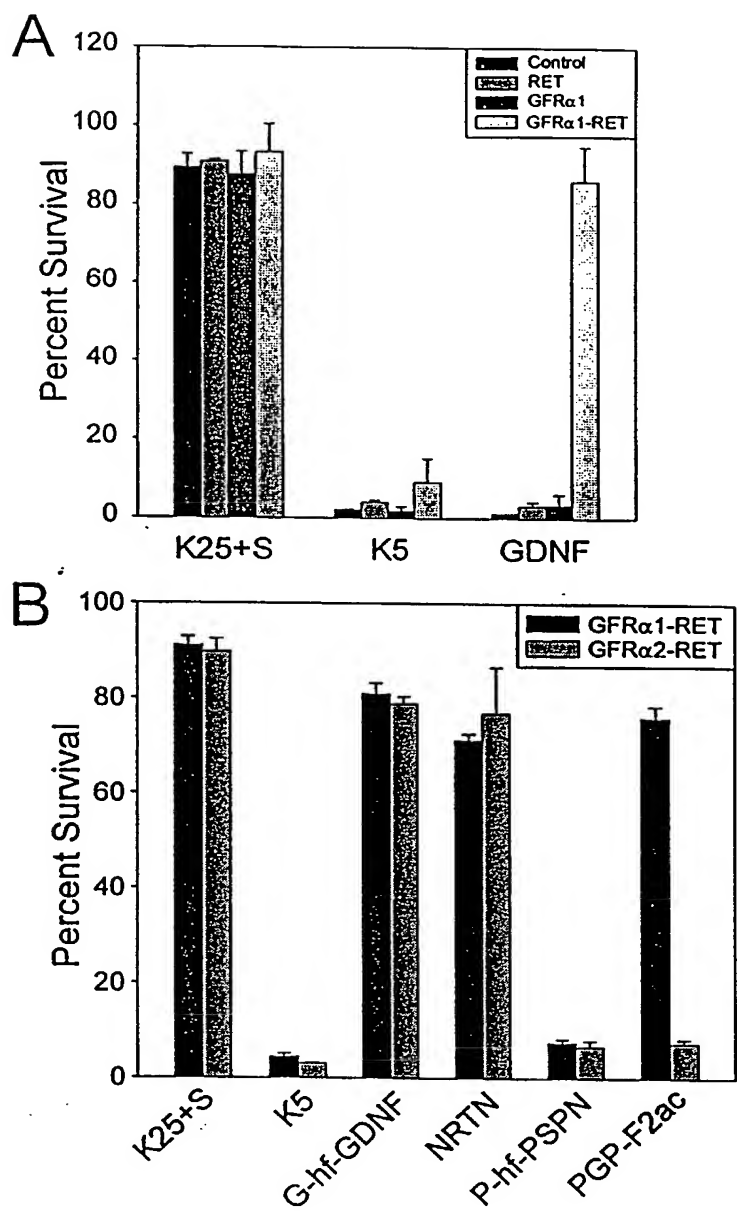 A
120
100
80
60
40
20
0
Percent Survival
Control
RET
GFRα1
GFRα1-RET
K25+S K5 GDNF
B
100
80
60
40
20
0
Percent Survival
GFRα1-RET
GFRα2-RET
K25+S
K5
G-hf-GDNF
NRTN
P-hf-PSPN
PGP-F2ac